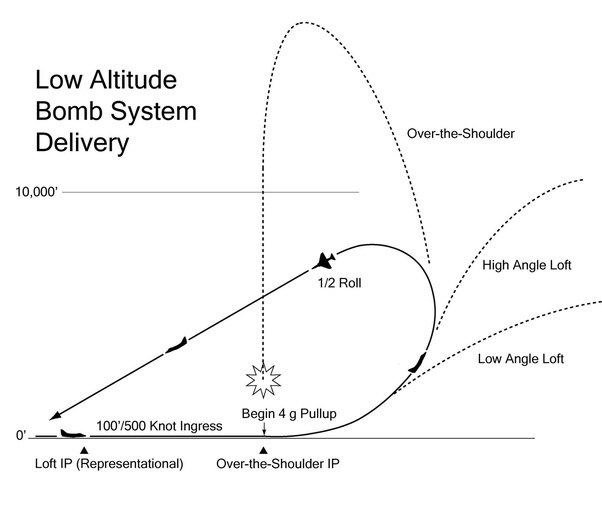 Low Altitude
Bomb System
Delivery
Over-the-Shoulder
10,000'
High Angle Loft
1/2 Roll
Low Angle Loft
Begin 4 g Pullup
100'/500 Knot Ingress
0'
Loft IP (Representational)
Over-the-Shoulder IP